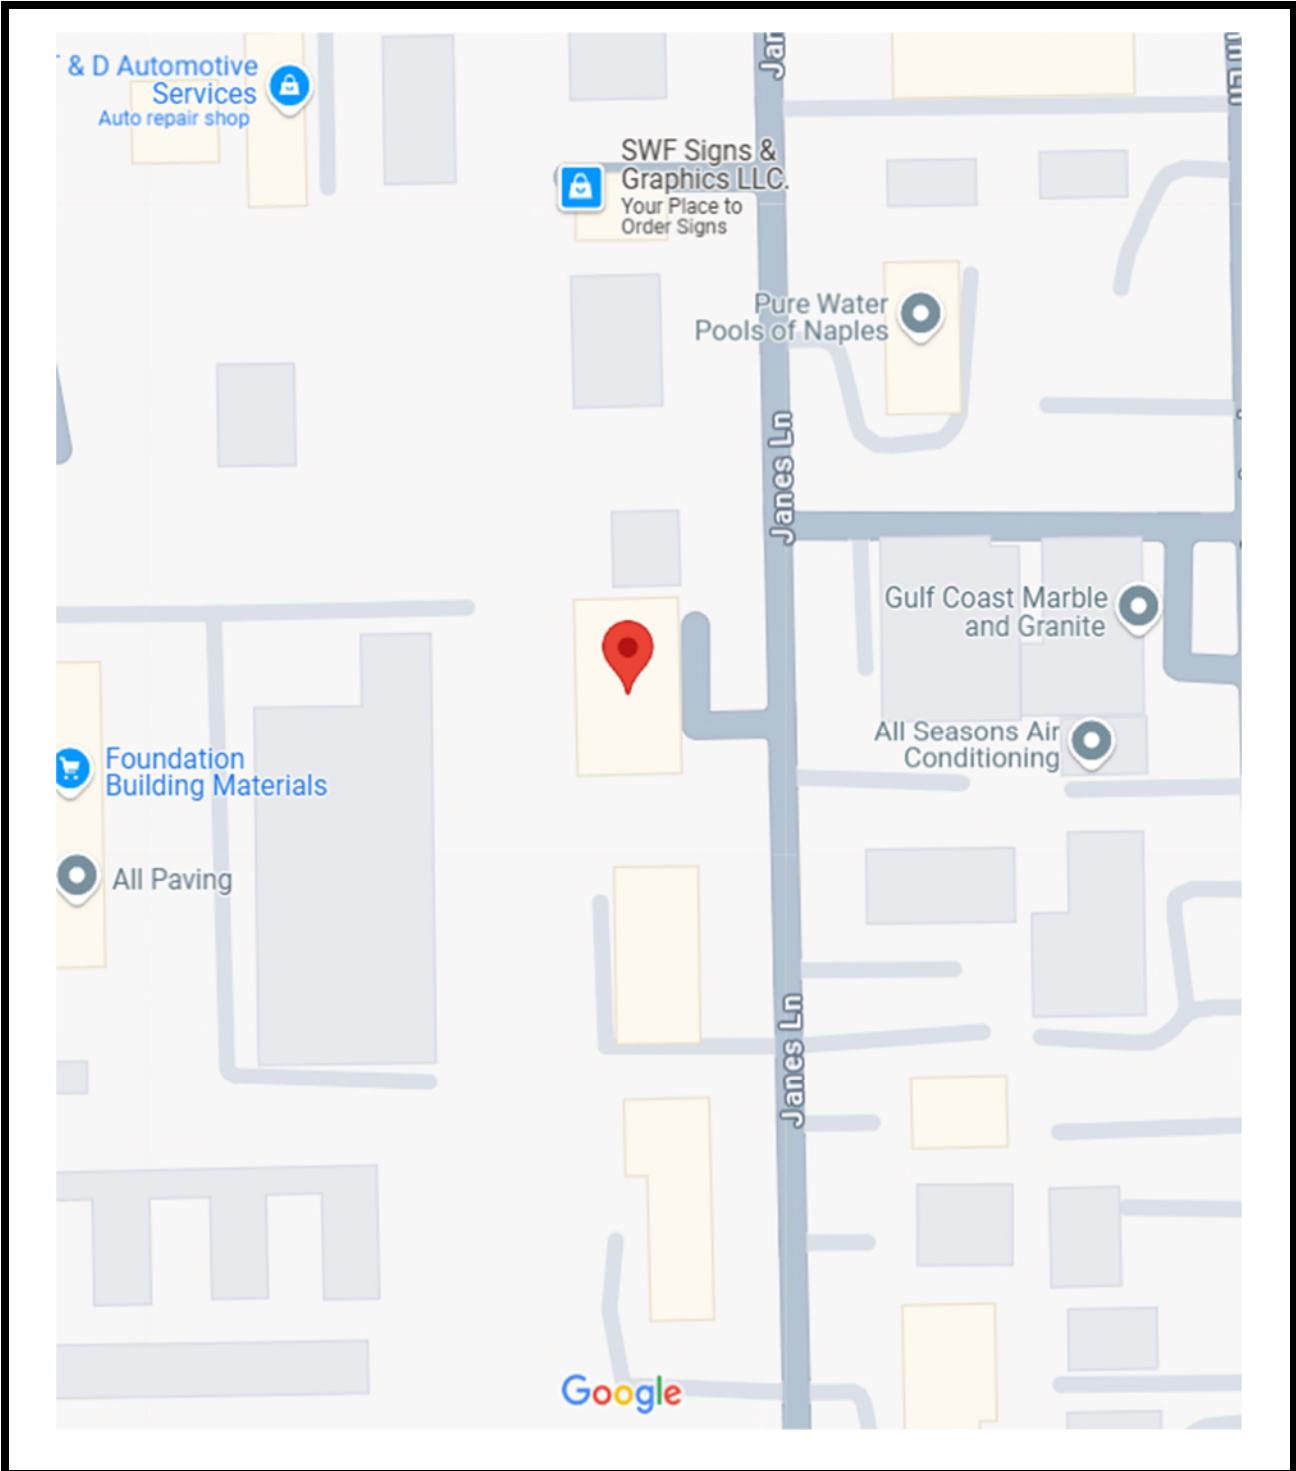 & D Automotive
Services
Auto repair shop
SWF Signs &
Graphics LLC.
Your Place to
Order Signs
Pure Water
Pools of Naples
Janes Ln
Gulf Coast Marble
and Granite
All Seasons Air
Conditioning
Foundation
Building Materials
All Paving
Janes Ln
Google